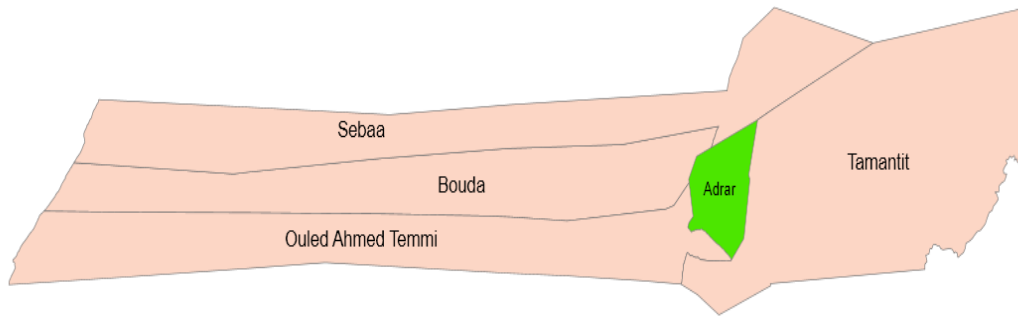 Sebaa
Tamantit
Bouda
Adrar
Ouled Ahmed Temmi